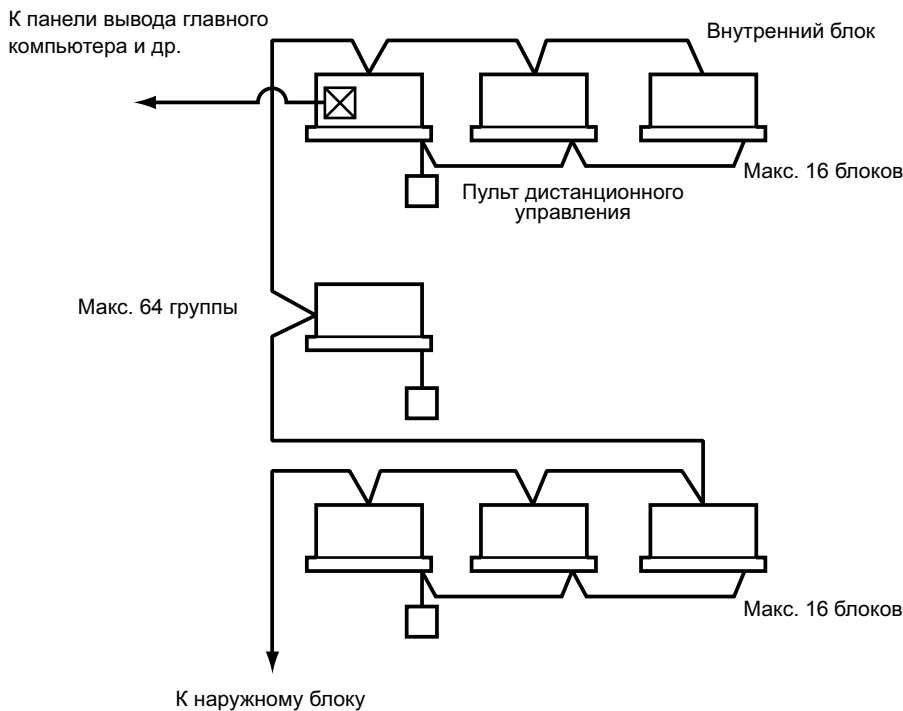 К панели вывода главного
компьютера и др.
Внутренний блок
Макс. 16 блоков
Пульт дистанционного
управления
Макс. 64 группы
Макс. 16 блоков
К наружному блоку